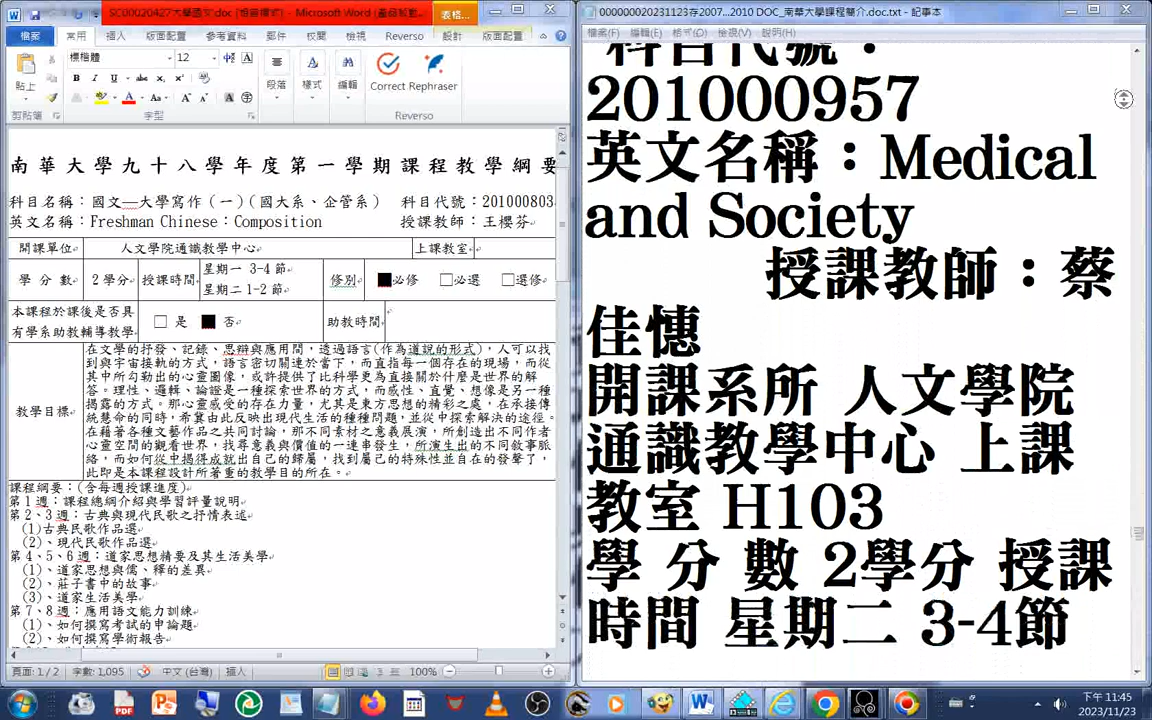 SC00020427大學國文.doc (相容模式) - Microsoft Word (產品啟動...
表格...
檔案 常用 插入 版面配置 參考資料 郵件 校閱 檢視 Reverso 設計 版面配置
標楷體 12
貼上 段落 樣式 編輯 Correct Rephraser
剪貼簿 字型 Reverso
南華大學九十八學年度第一學期課程教學綱要
科目名稱：國文—大學寫作(一)(國大系、企管系) 科目代號：201000803
英文名稱：Freshman Chinese：Composition 授課教師：王櫻芬
開課單位 人文學院通識教學中心 上課教室
學 分 數 2學分 授課時間 星期一 3-4節 修別 ■必修 □必選 □選修
星期二1-2節
本課程於課後是否具
有學系助教輔導教學 □ 是 ■ 否 助教時間
教學目標
在文學的抒發、記錄、思辯與應用間，透過語言(作為道說的形式)，人可以找
到與宇宙接軌的方式，語言密切關連於當下，而直指每一個存在的現場，而從
其中所勾勒出的心靈圖像，或許提供了比科學更為直接關於什麼是世界的解
答。理性、邏輯、論證是一種探索世界的方式，而感性、直覺、想像是另一種
揭露的方式。那心靈感受的存在力量，尤其是東方思想的精彩之處，在承接傳
統慧命的同時，希冀由此反映出現代生活的種種問題，並從中探索解決的途徑。
在藉著各種文藝作品之共同討論，那不同素材之意義展演，所創造出不同作者
心靈空間的觀看世界，找尋意義與價值的一連串發生，所演生出的不同敘事脈
絡，而如何從中揭得成就出自己的歸屬，找到屬己的特殊性並自在的發聲了，
此即是本課程設計所著重的教學目的所在。
課程綱要：(含每週授課進度)
第1週：課程總綱介紹與學習評量說明
第2、3週：古典與現代民歌之抒情表述
(1)古典民歌作品選
(2)、現代民歌作品選
第4、5、6週：道家思想精要及其生活美學
(1)、道家思想與儒、釋的差異
(2)、莊子書中的故事
(3)、道家生活美學
第7、8週：應用語文能力訓練
(1)、如何撰寫考試的申論題
(2)、如何撰寫學術報告
頁面：1/2 字數：1,095 中文(台灣) 插入 100%
000000020231123存2007...2010 DOC_南華大學課程簡介.doc.txt - 記事本
檔案(F) 編輯(E) 格式(O) 檢視(V) 說明(H)
科目代號：
201000957
英文名稱：Medical
and Society
授課教師：蔡
佳憓
開課系所 人文學院
通識教學中心 上課
教室 H103
學 分 數 2學分 授課
時間 星期二 3-4節
下午 11:45
2023/11/23